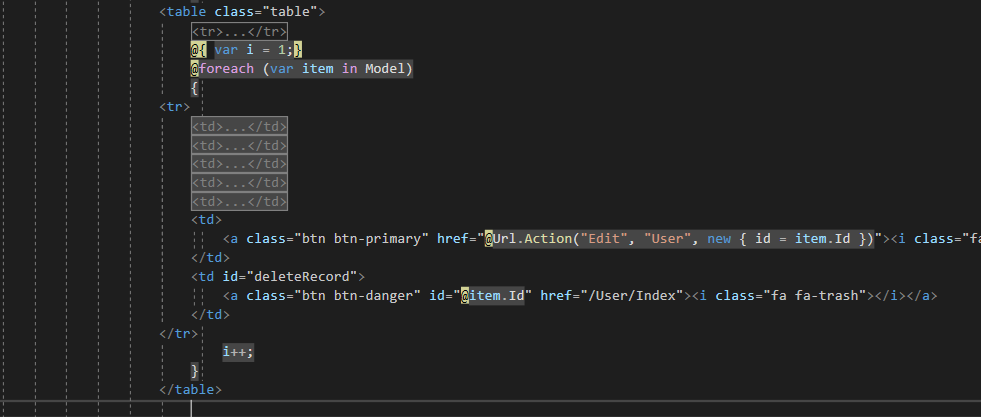 <table class="table">
<tr>...</tr>
@{ var i = 1;}
@foreach (var item in Model)
{
<tr>
<td>...</td>
<td>...</td>
<td>...</td>
<td>...</td>
<td>...</td>
<td>
<a class="btn btn-primary" href="@Url.Action("Edit", "User", new { id = item.Id })"><i class="fa
</td>
<td id="deleteRecord">
<a class="btn btn-danger" id="@item.Id" href="/User/Index"><i class="fa fa-trash"></i></a>
</td>
</tr>
i++;
}
</table>